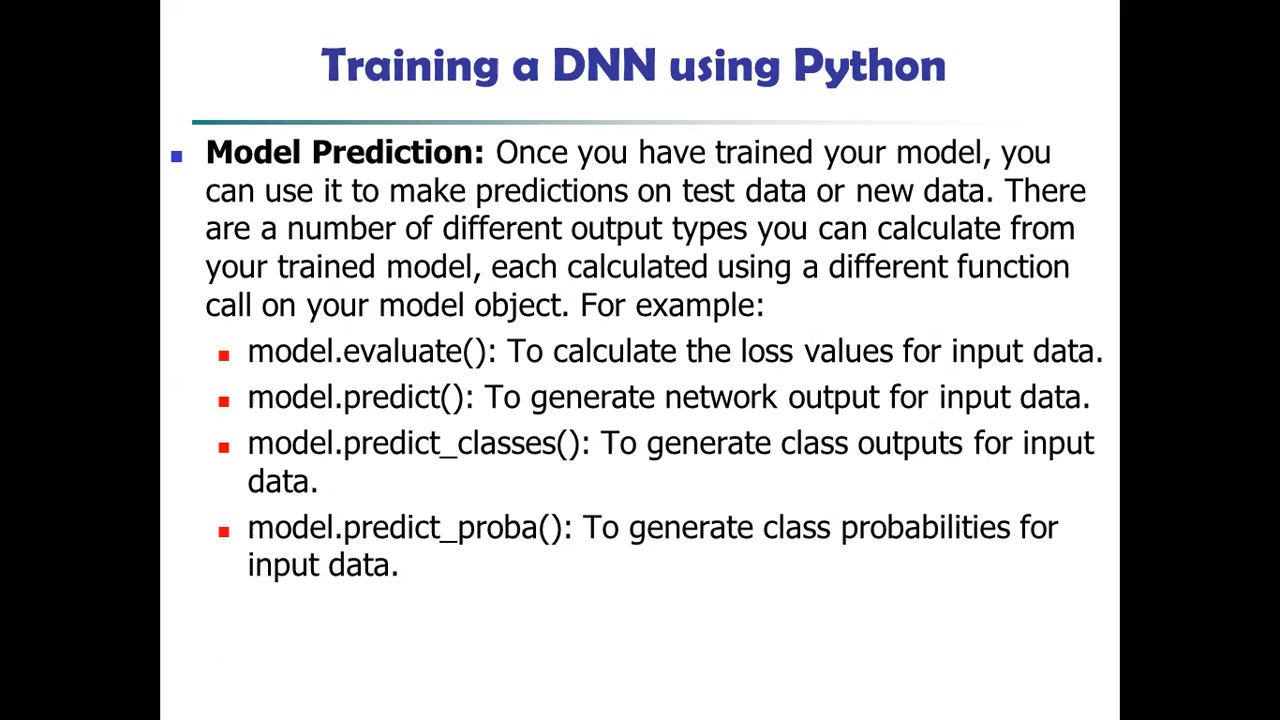 Training a DNN using Python
Model Prediction: Once you have trained your model, you
can use it to make predictions on test data or new data. There
are a number of different output types you can calculate from
your trained model, each calculated using a different function
call on your model object. For example:
model.evaluate(): To calculate the loss values for input data.
model.predict(): To generate network output for input data.
model.predict_classes(): To generate class outputs for input
data.
model.predict_proba(): To generate class probabilities for
input data.